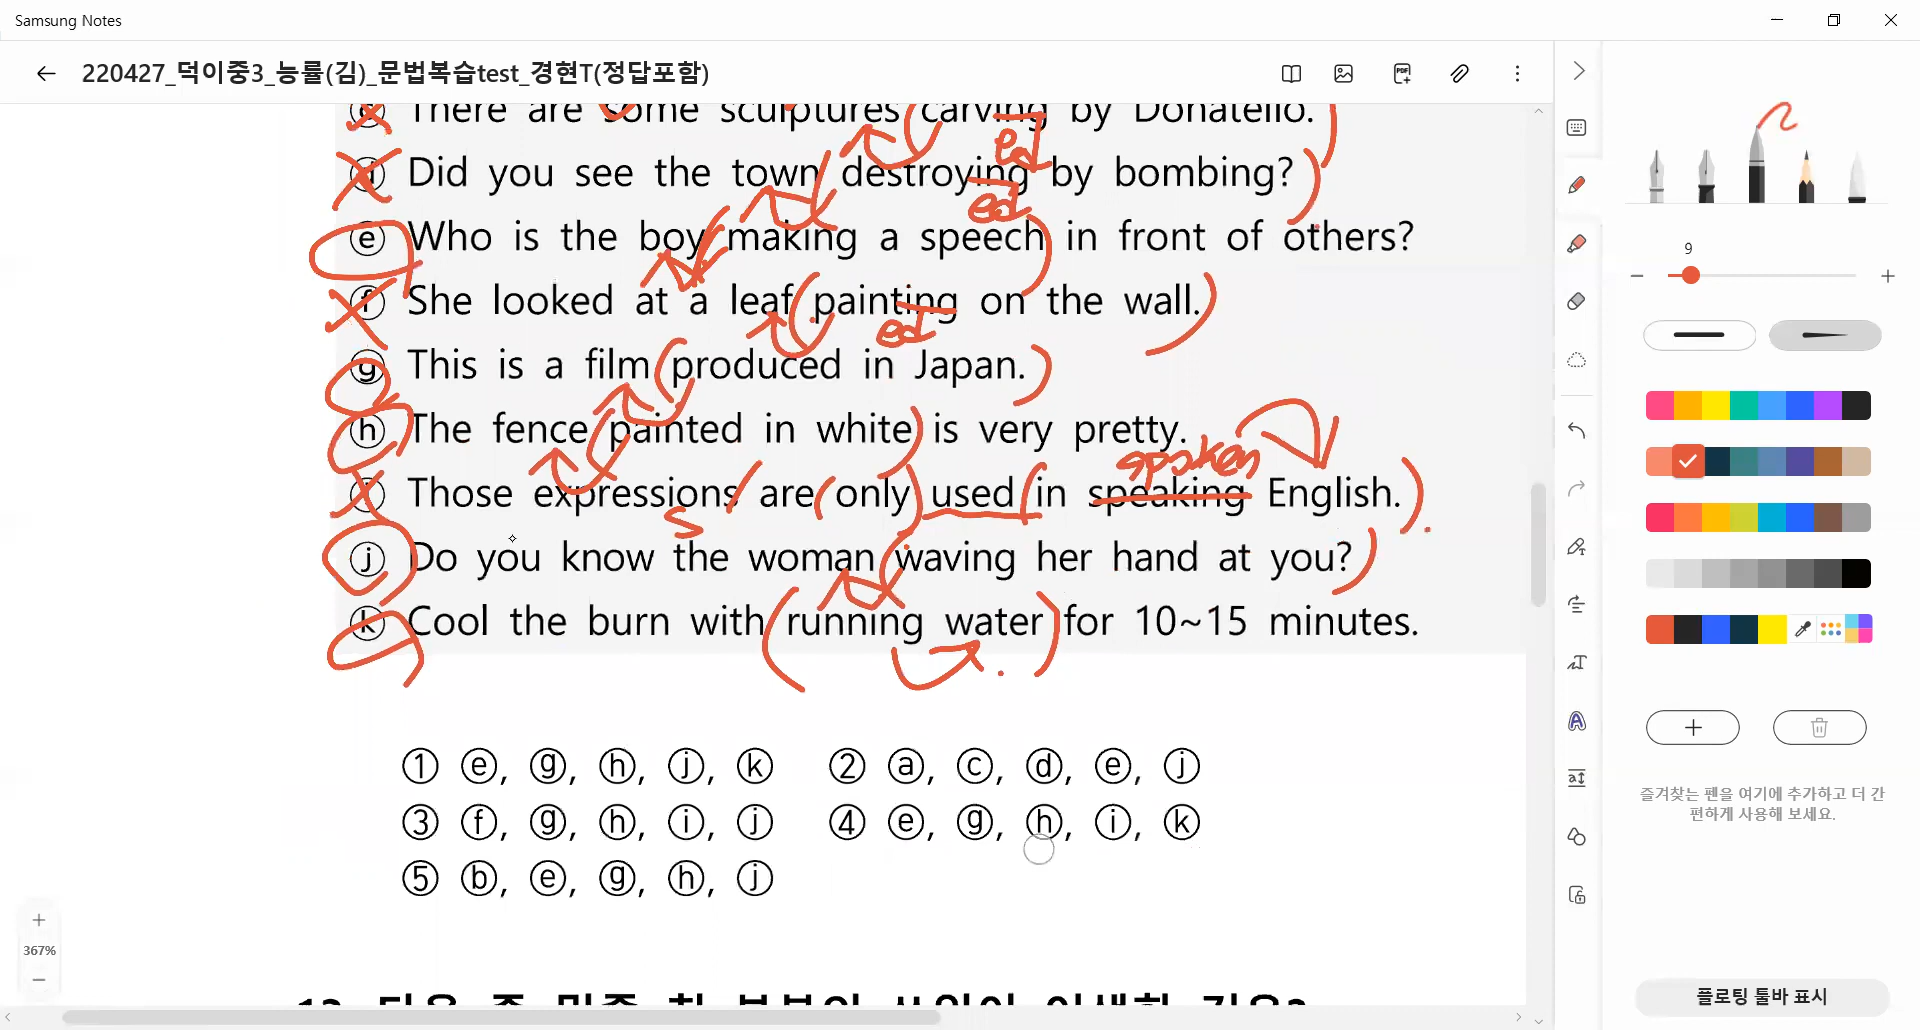 Samsung Notes
220427_덕이중3_능률(김)_문법복습test_경현T(정답포함)
There are some sculptures carving by Donatello.
ed
ⓓ Did you see the town destroying by bombing?
ed
ⓔ Who is the boy making a speech in front of others?
ⓕ She looked at a leaf painting on the wall.
ed
ⓖ This is a film produced in Japan.
ⓗ The fence painted in white is very pretty.
spoken
ⓘ Those expressions are only used in speaking English.
S
ⓙ Do you know the woman waving her hand at you?
ⓚ Cool the burn with running water for 10~15 minutes.
① ⓔ, ⓖ, ⓗ, ⓙ, ⓚ ② ⓐ, ⓒ, ⓓ, ⓔ, ⓙ
③ ⓕ, ⓖ, ⓗ, ⓘ, ⓙ ④ ⓔ, ⓖ, ⓗ, ⓘ, ⓚ
⑤ ⓑ, ⓔ, ⓖ, ⓗ, ⓙ
367%
9
즐겨찾는 펜을 여기에 추가하고 더 간
편하게 사용해 보세요.
플로팅 툴바 표시